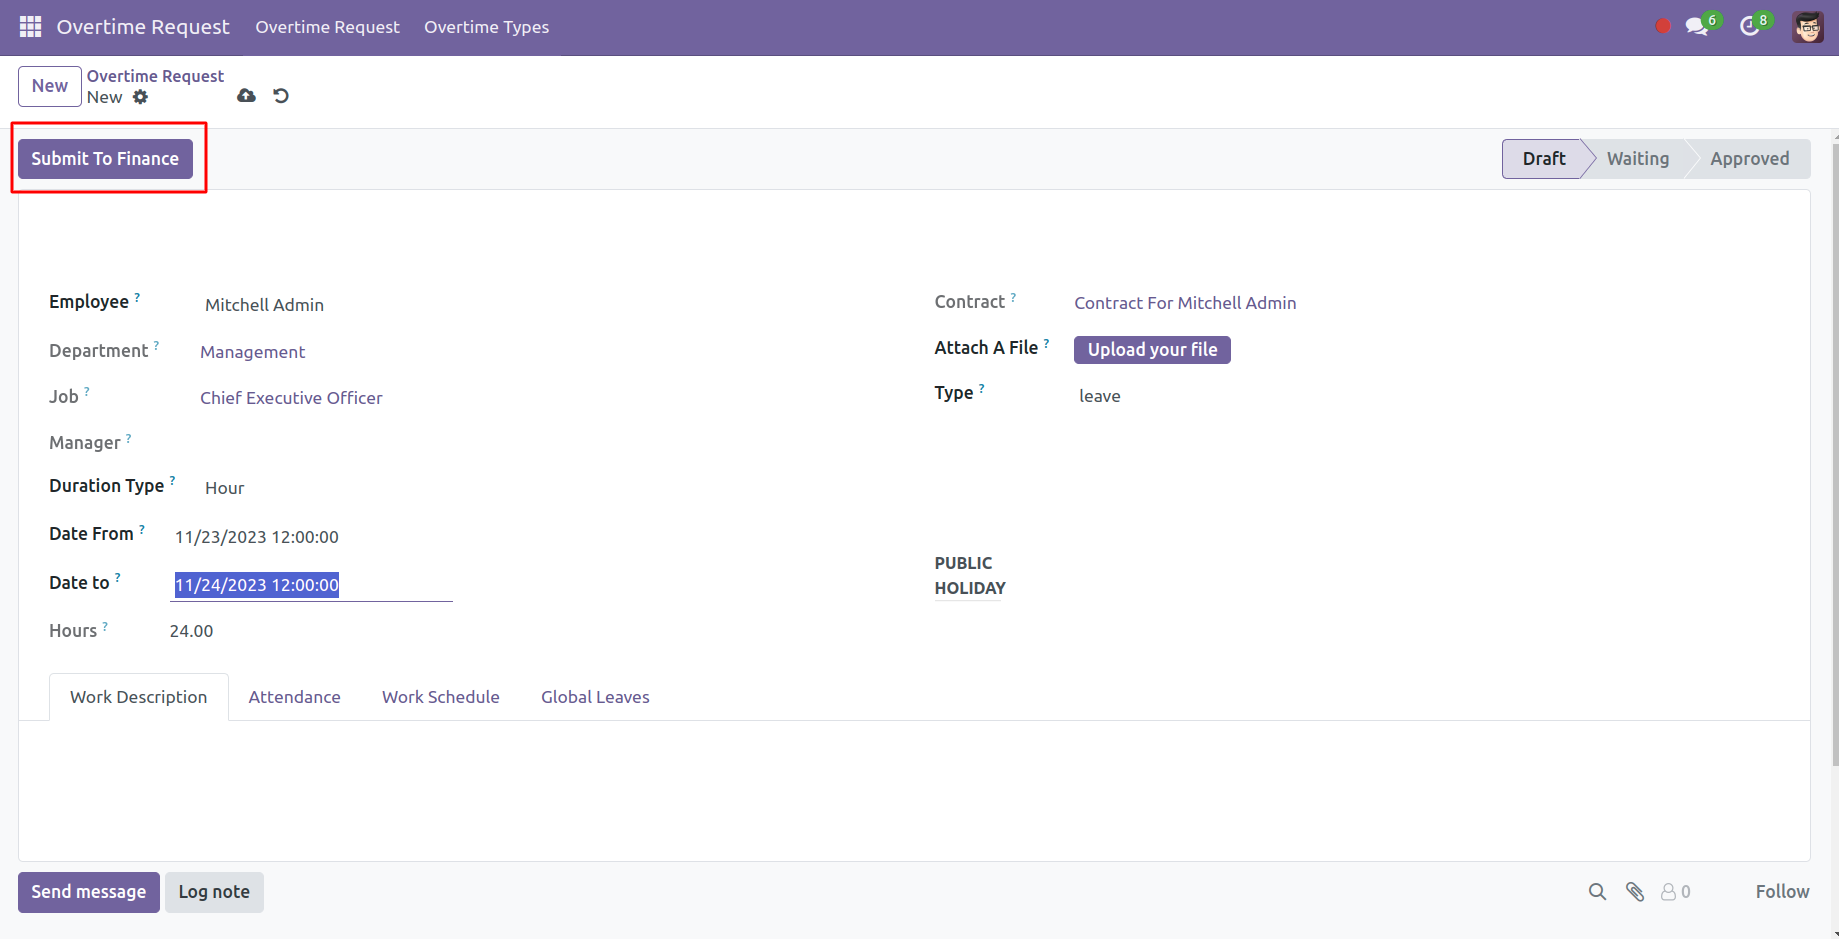 Overtime Request Overtime Request Overtime Types 6 8
New Overtime Request
New
Submit To Finance Draft Waiting Approved
Employee ? Mitchell Admin Contract ? Contract For Mitchell Admin
Department ? Management Attach A File ? Upload your file
Job ? Chief Executive Officer Type ? leave
Manager ?
Duration Type ? Hour
Date From ? 11/23/2023 12:00:00
PUBLIC
HOLIDAY
Date to ? 11/24/2023 12:00:00
Hours ? 24.00
Work Description Attendance Work Schedule Global Leaves
Send message Log note 0 Follow